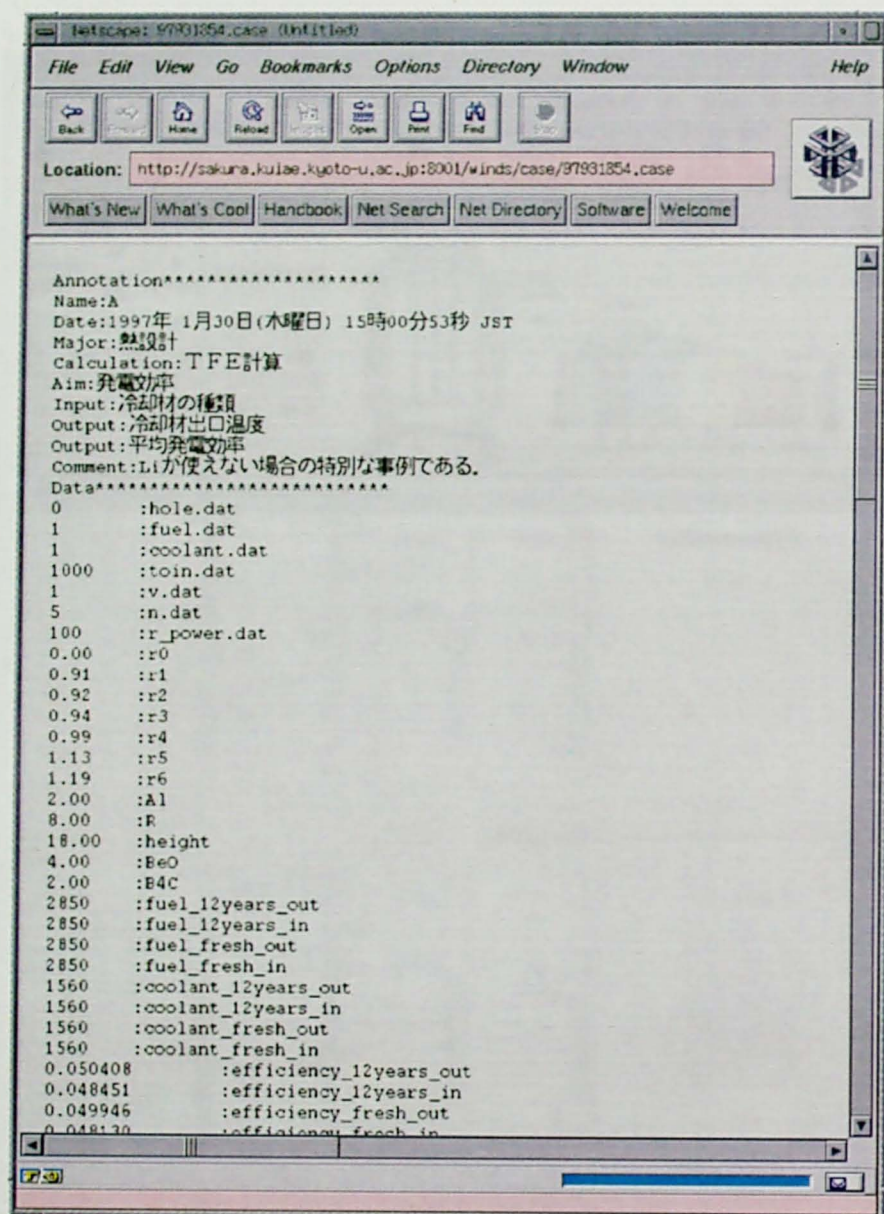 Netscape: 97931854.case (Untitled)
File Edit View Go Bookmarks Options Directory Window Help
Back Forward Home Reload Images Open Print Find Stop
Location: http://sakura.kuiae.kyoto-u.ac.jp:8001/winds/case/97931854.case
What's New What's Cool Handbook Net Search Net Directory Software Welcome
Annotation********************
Name:A
Date:1997年 1月30日(木曜日) 15時00分53秒 JST
Major:熱設計
Calculation:TFE計算
Aim:発電効率
Input:冷却材の種類
Output:冷却材出口温度
Output:平均発電効率
Comment:Liが使えない場合の特別な事例である.
Data***************************
0 :hole.dat
1 :fuel.dat
1 :coolant.dat
1000 :toin.dat
1 :v.dat
5 :n.dat
100 :r_power.dat
0.00 :r0
0.91 :r1
0.92 :r2
0.94 :r3
0.99 :r4
1.13 :r5
1.19 :r6
2.00 :Al
8.00 :R
18.00 :height
4.00 :BeO
2.00 :B4C
2850 :fuel_12years_out
2850 :fuel_12years_in
2850 :fuel_fresh_out
2850 :fuel_fresh_in
1560 :coolant_12years_out
1560 :coolant_12years_in
1560 :coolant_fresh_out
1560 :coolant_fresh_in
0.050408 :efficiency_12years_out
0.048451 :efficiency_12years_in
0.049946 :efficiency_fresh_out
0.048130 :efficiency_fresh_in